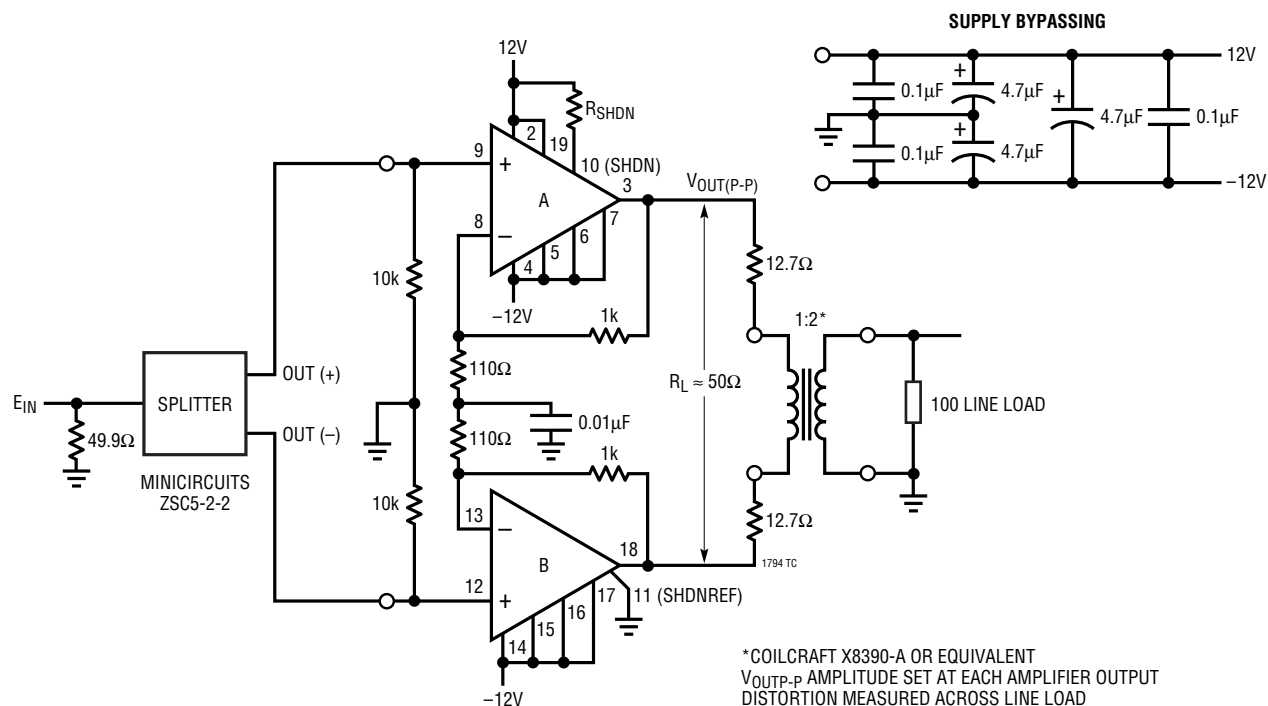 SUPPLY BYPASSING
12V
0.1µF
+
4.7µF
+
4.7µF
0.1µF
0.1µF
+
4.7µF
–12V
12V
RSHDN
2
19
10 (SHDN)
9
+
A
3
VOUT(P-P)
8
–
7
6
5
4
–12V
12.7Ω
10k
1k
1:2*
110Ω
RL ≈ 50Ω
OUT (+)
EIN
SPLITTER
100 LINE LOAD
0.01µF
49.9Ω
OUT (–)
110Ω
1k
MINICIRCUITS
ZSC5-2-2
10k
13
–
12.7Ω
B
18
1794 TC
12
+
17
11 (SHDNREF)
16
15
14
–12V
*COILCRAFT X8390-A OR EQUIVALENT
VOUTP-P AMPLITUDE SET AT EACH AMPLIFIER OUTPUT
DISTORTION MEASURED ACROSS LINE LOAD